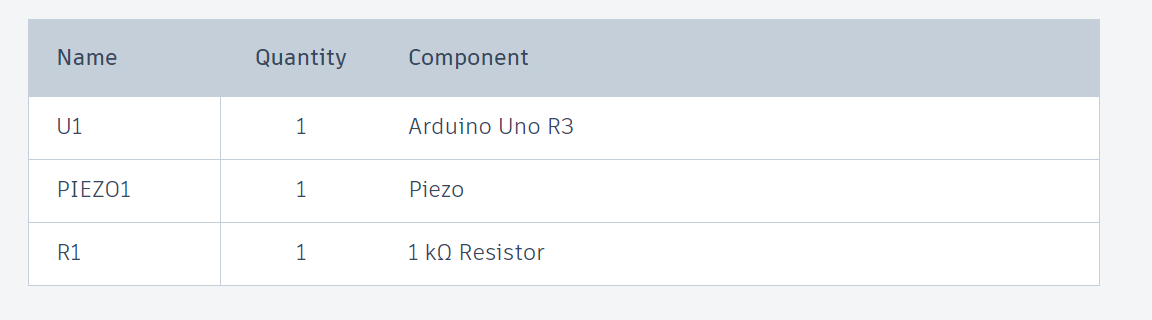 Name Quantity Component
U1 1 Arduino Uno R3
PIEZO1 1 Piezo
R1 1 1 kΩ Resistor